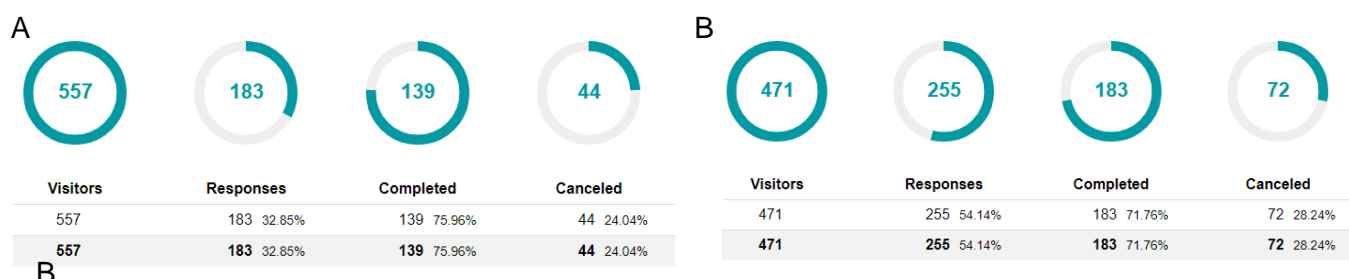 A
557 183 139 44
Visitors Responses Completed Canceled
557 183 32.85% 139 75.96% 44 24.04%
557 183 32.85% 139 75.96% 44 24.04%
B
B
471 255 183 72
Visitors Responses Completed Canceled
471 255 54.14% 183 71.76% 72 28.24%
471 255 54.14% 183 71.76% 72 28.24%